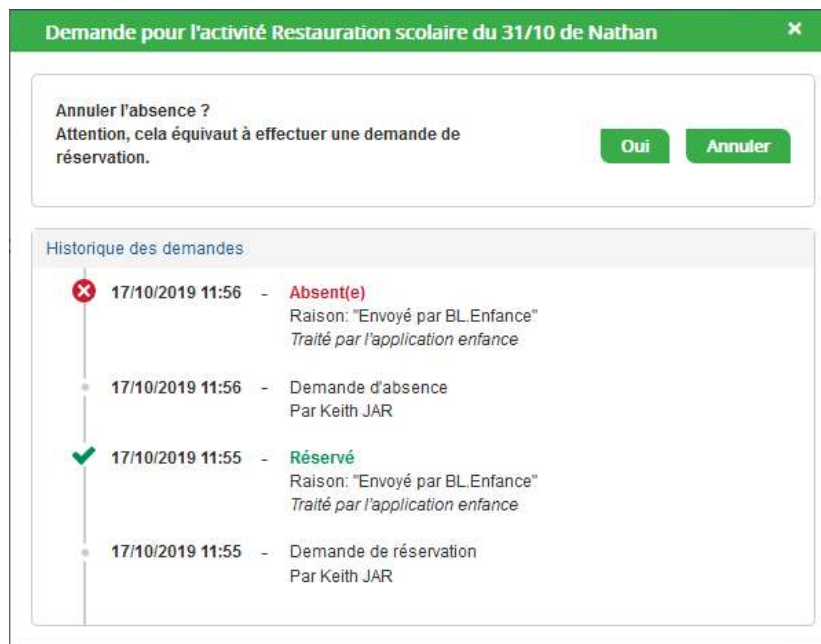 Demande pour l'activité Restauration scolaire du 31/10 de Nathan
×
Annuler l'absence ?
Attention, cela équivaut à effectuer une demande de
réservation.
Oui
Annuler
Historique des demandes
17/10/2019 11:56 - Absent(e)
Raison: "Envoyé par BL.Enfance"
Traité par l'application enfance
17/10/2019 11:56 - Demande d'absence
Par Keith JAR
17/10/2019 11:55 - Réservé
Raison: "Envoyé par BL.Enfance"
Traité par l'application enfance
17/10/2019 11:55 - Demande de réservation
Par Keith JAR